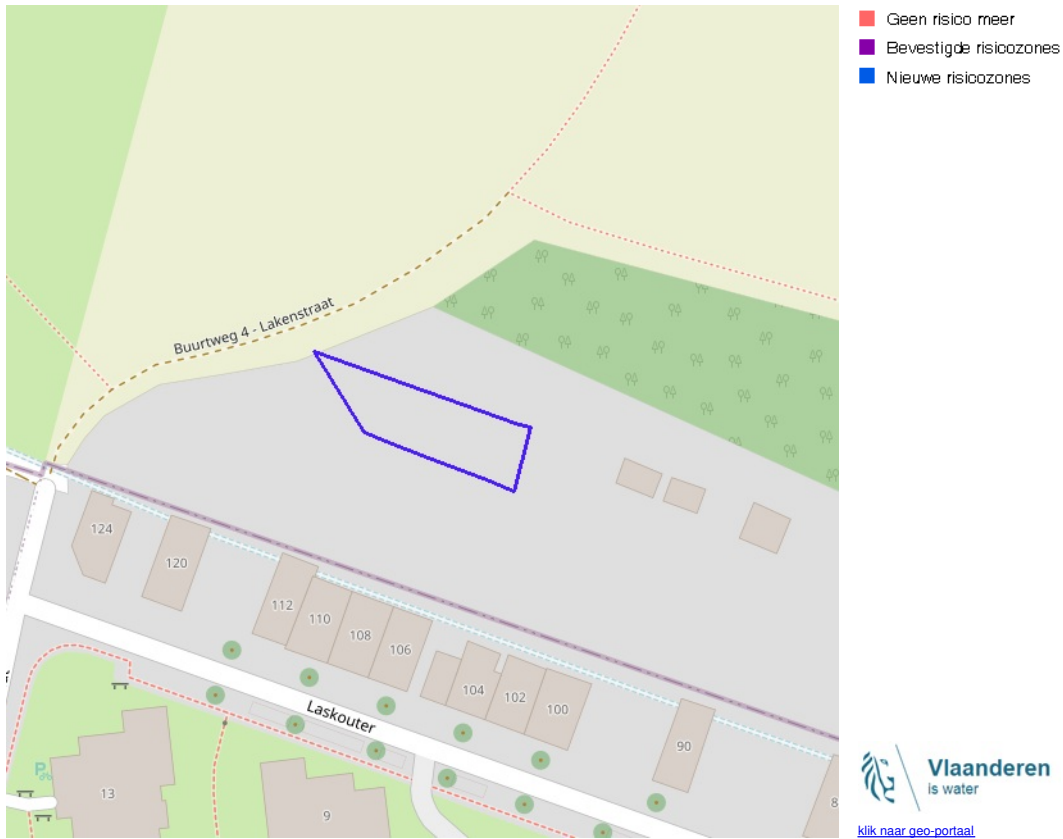 Geen risico meer
Bevestigde risicozones
Nieuwe risicozones
Buurtweg 4 - Lakenstraat
124
120
112
110
108
106
104
102
100
Laskouter
90
P
13
9
8
Vlaanderen
is water
klik naar geo-portaal